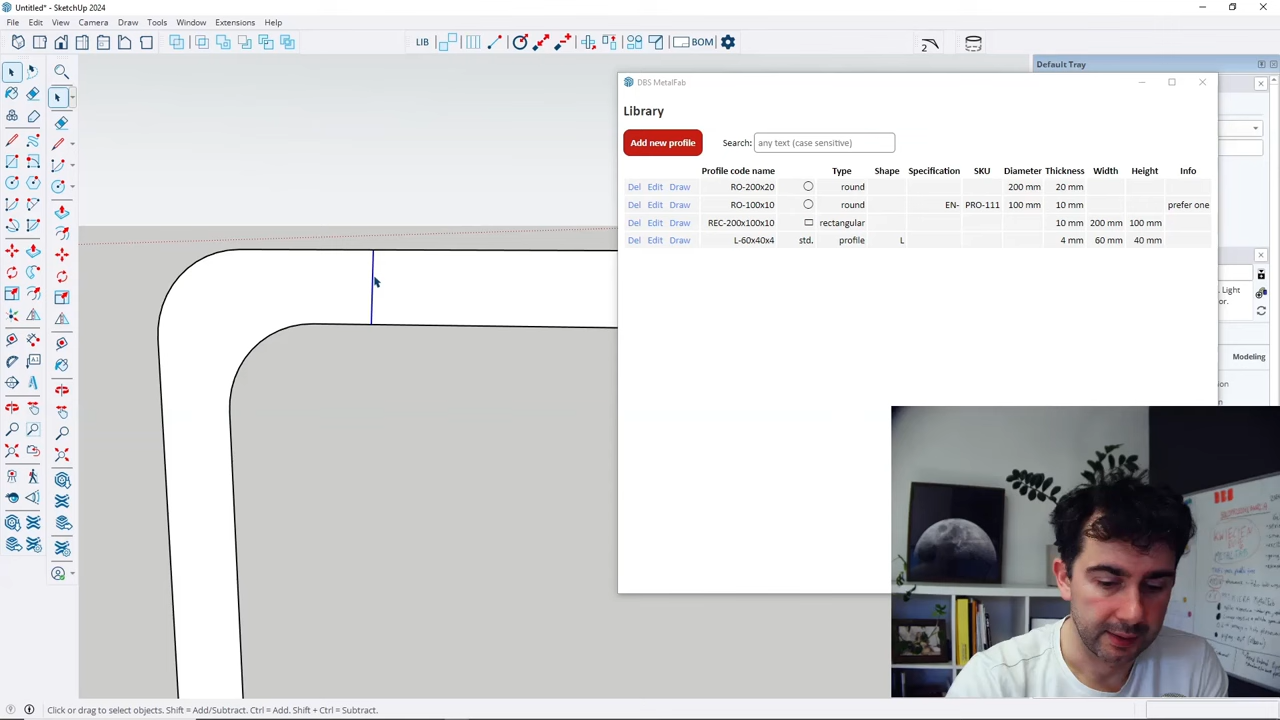 Untitled* - SketchUp 2024
File Edit View Camera Draw Tools Window Extensions Help
LIB BOM
Default Tray
DBS MetalFab
Library
Add new profile Search: any text (case sensitive)
Profile code name Type Shape Specification SKU Diameter Thickness Width Height Info
Del Edit Draw RO-200x20 round 200 mm 20 mm
Del Edit Draw RO-100x10 round EN- PRO-111 100 mm 10 mm prefer one
Del Edit Draw REC-200x100x10 rectangular 10 mm 200 mm 100 mm
Del Edit Draw L-60x40x4 std. profile L 4 mm 60 mm 40 mm
Light
or.
Modeling
Click or drag to select objects. Shift = Add/Subtract. Ctrl = Add. Shift + Ctrl = Subtract.